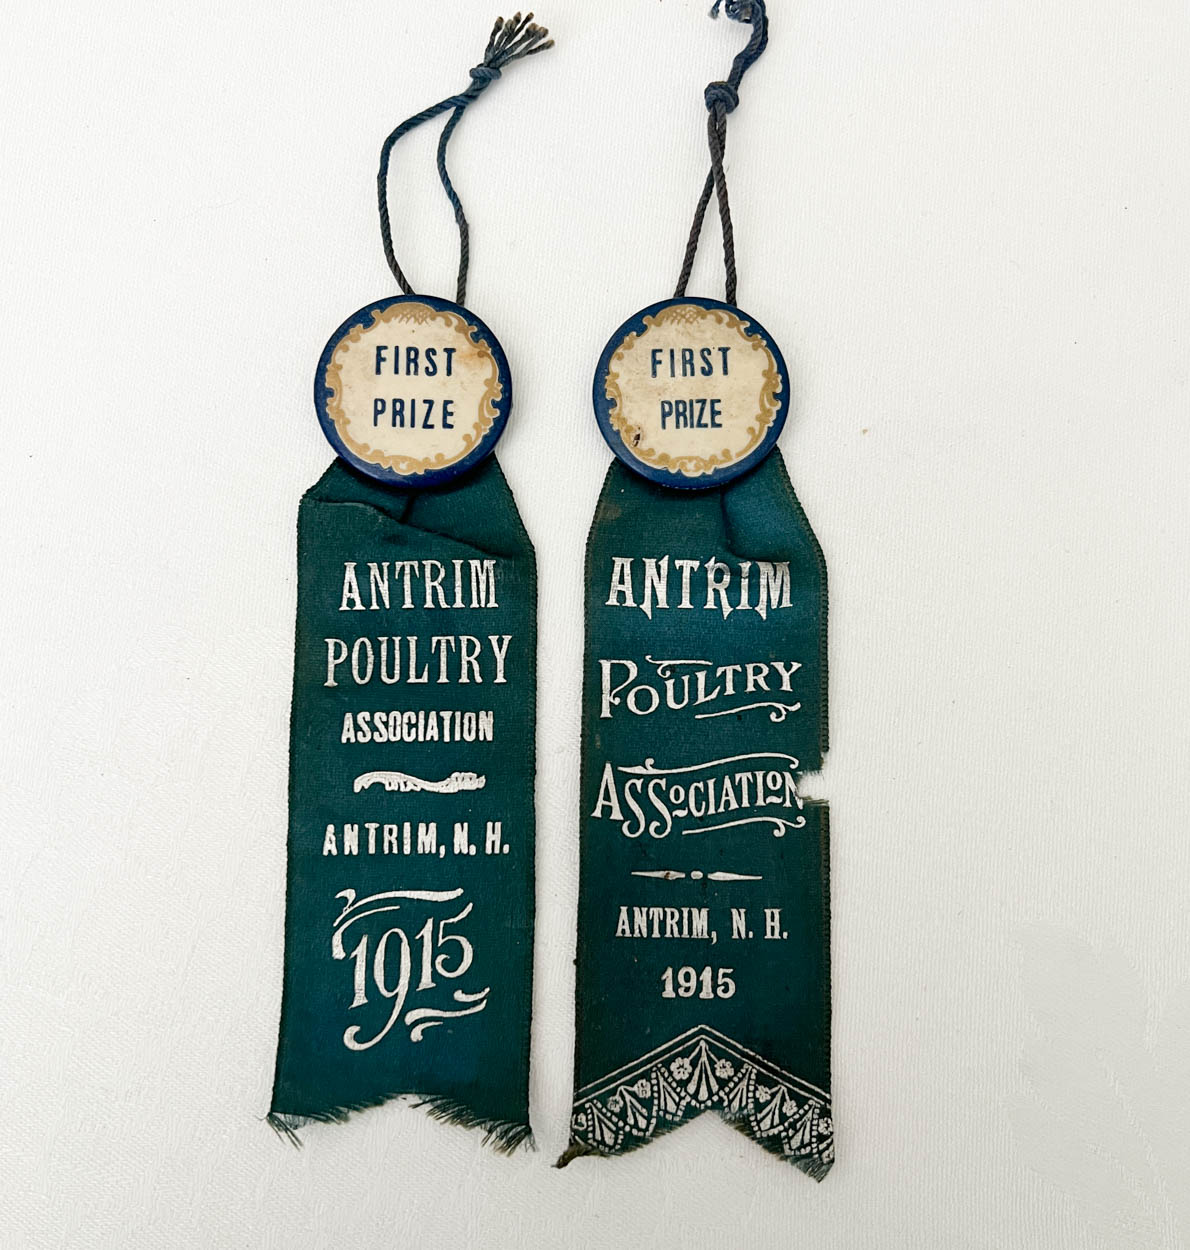 FIRST
PRIZE
ANTRIM
POULTRY
ASSOCIATION
ANTRIM, N. H.
1915
FIRST
PRIZE
ANTRIM
POULTRY
ASSOCIATION
ANTRIM, N. H.
1915